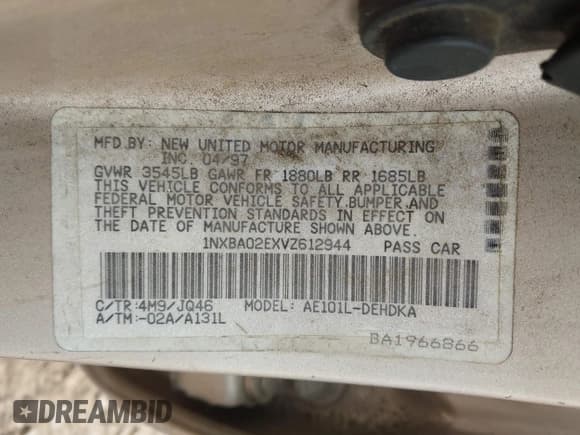 MFD BY: NEW UNITED MOTOR MANUFACTURING
INC. 04/97
GVWR 3545LB GAWR FR 1880LB RR 1685LB
THIS VEHICLE CONFORMS TO ALL APPLICABLE
FEDERAL MOTOR VEHICLE SAFETY,BUMPER,AND
THEFT PREVENTION STANDARDS IN EFFECT ON
THE DATE OF MANUFACTURE SHOWN ABOVE.
1NXBA02EXVZ612944 PASS CAR
C/TR:4M9/JQ46 MODEL: AE101L-DEHDKA
A/TM:-02A/A131L
BA1966866
DREAMBID